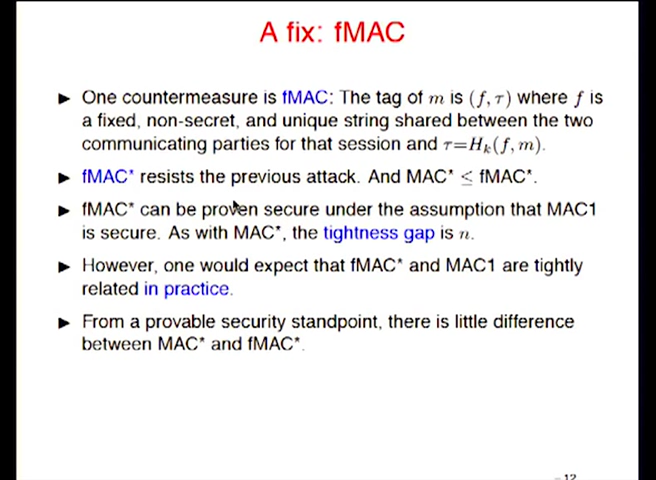 A fix: fMAC
► One countermeasure is fMAC: The tag of m is (f, τ) where f is
a fixed, non-secret, and unique string shared between the two
communicating parties for that session and τ=Hₖ(f, m).
► fMAC* resists the previous attack. And MAC* ≤ fMAC*.
► fMAC* can be proven secure under the assumption that MAC1
is secure. As with MAC*, the tightness gap is n.
► However, one would expect that fMAC* and MAC1 are tightly
related in practice.
► From a provable security standpoint, there is little difference
between MAC* and fMAC*.
– 12